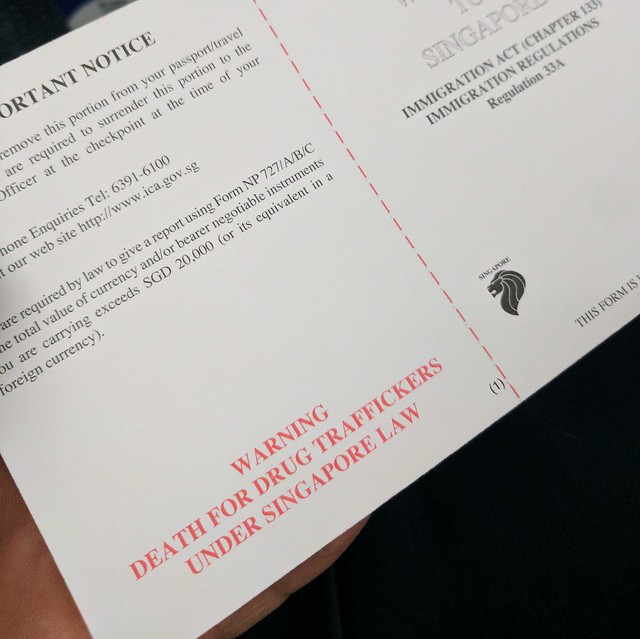 ORTANT NOTICE
remove this portion from your passport/travel
are required to surrender this portion to the
Officer at the checkpoint at the time of your
hone Enquiries Tel: 6391-6100
our web site http://www.ica.gov.sg
are required by law to give a report using Form NP 727/A/B/C
he total value of currency and/or bearer negotiable instruments
ou are carrying exceeds SGD 20,000 (or its equivalent in a
foreign currency).
WARNING
DEATH FOR DRUG TRAFFICKERS
UNDER SINGAPORE LAW
(1)
TO
SINGAPORE
IMMIGRATION ACT (CHAPTER 133)
IMMIGRATION REGULATIONS
Regulation 33A
SINGAPORE
THIS FORM IS